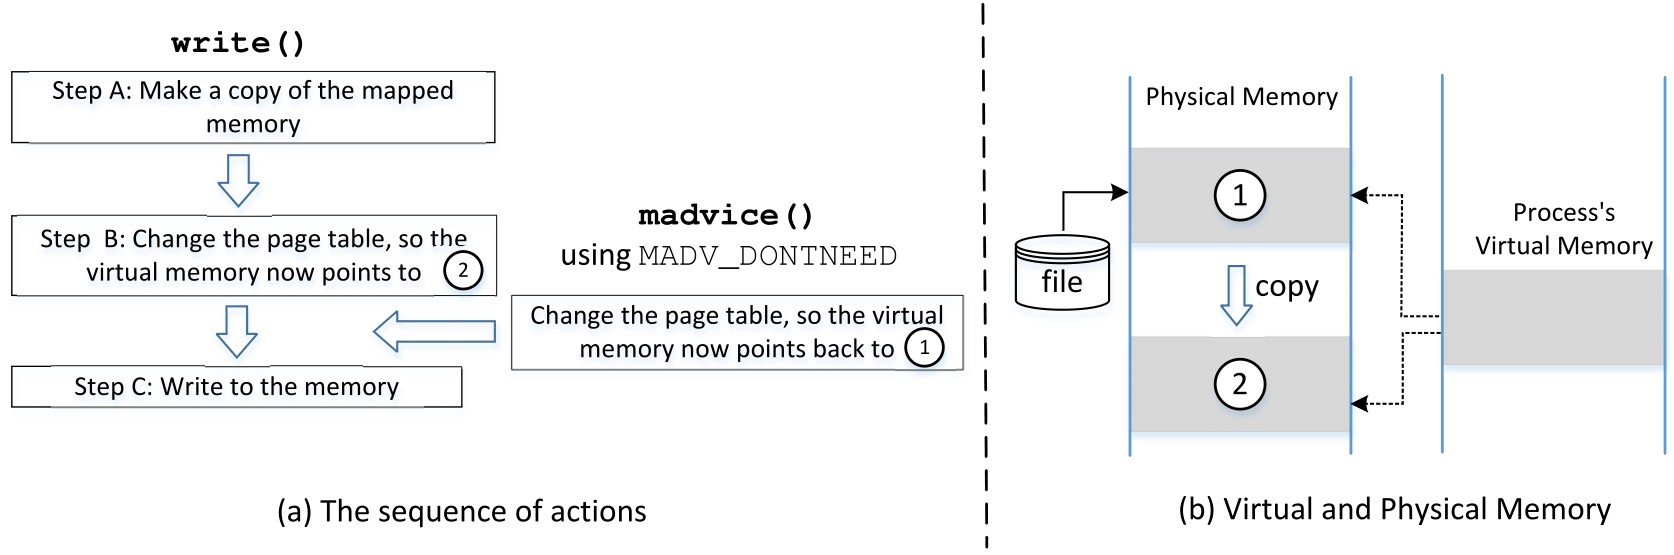 write()
Step A: Make a copy of the mapped
memory
Step B: Change the page table, so the
virtual memory now points to 2
madvice()
using MADV_DONTNEED
Change the page table, so the virtual
memory now points back to 1
Step C: Write to the memory
(a) The sequence of actions
Physical Memory
1
Process's
Virtual Memory
file
copy
2
(b) Virtual and Physical Memory